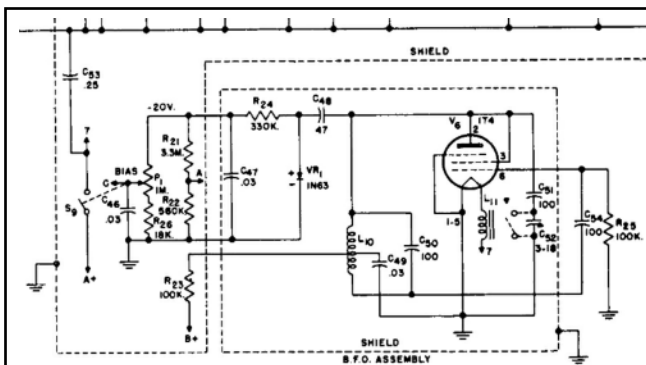 SHIELD
C53
.25
7
-20V.
R24
330K.
C48
47
V6
1T4
2
3
6
R21
3.3M.
BIAS
C
P1
1M.
A
C47
.03
+
VR1
-
1N63
C51
100
S9
C46
.03
R22
560K.
R26
18K.
1-5
L11
7
C52
3-18
C54
100
R25
100K.
L10
C50
100
C49
.03
R23
100K.
A+
B+
SHIELD
B.F.O. ASSEMBLY